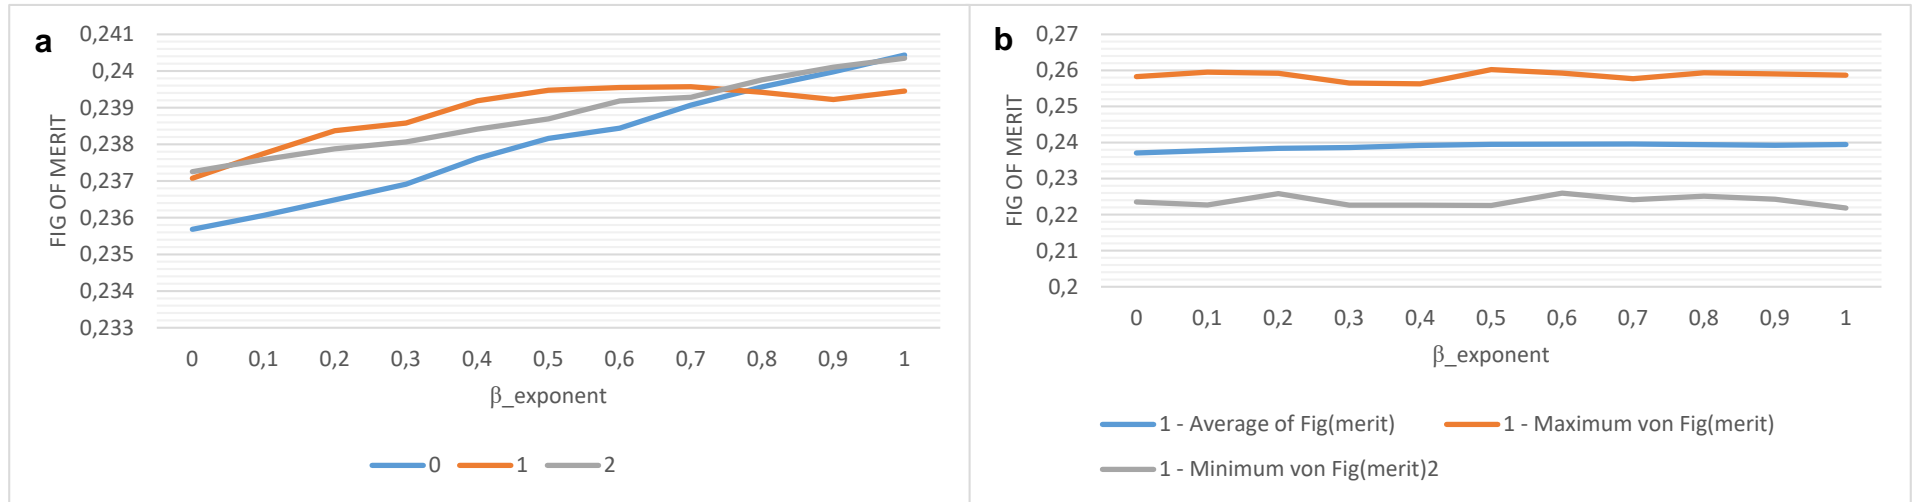 a
0,241
0,24
0,239
0,238
0,237
0,236
0,235
0,234
0,233
FIG OF MERIT
0 0,1 0,2 0,3 0,4 0,5 0,6 0,7 0,8 0,9 1
β_exponent
0 1 2
b
0,27
0,26
0,25
0,24
0,23
0,22
0,21
0,2
FIG OF MERIT
0 0,1 0,2 0,3 0,4 0,5 0,6 0,7 0,8 0,9 1
β_exponent
1 - Average of Fig(merit) 1 - Maximum von Fig(merit)
1 - Minimum von Fig(merit)2